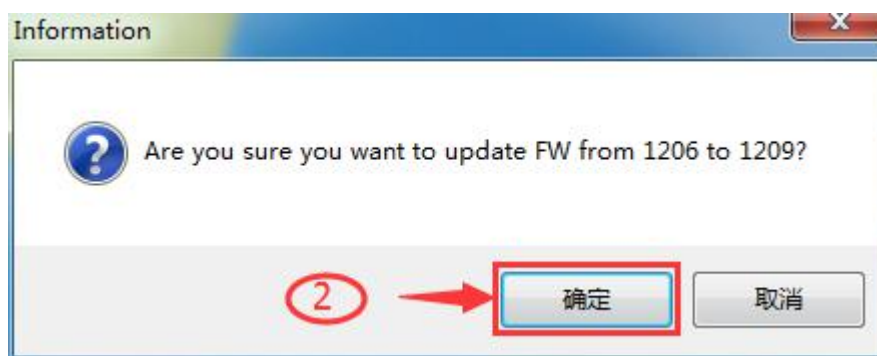 Information
Are you sure you want to update FW from 1206 to 1209?
2
确定
取消